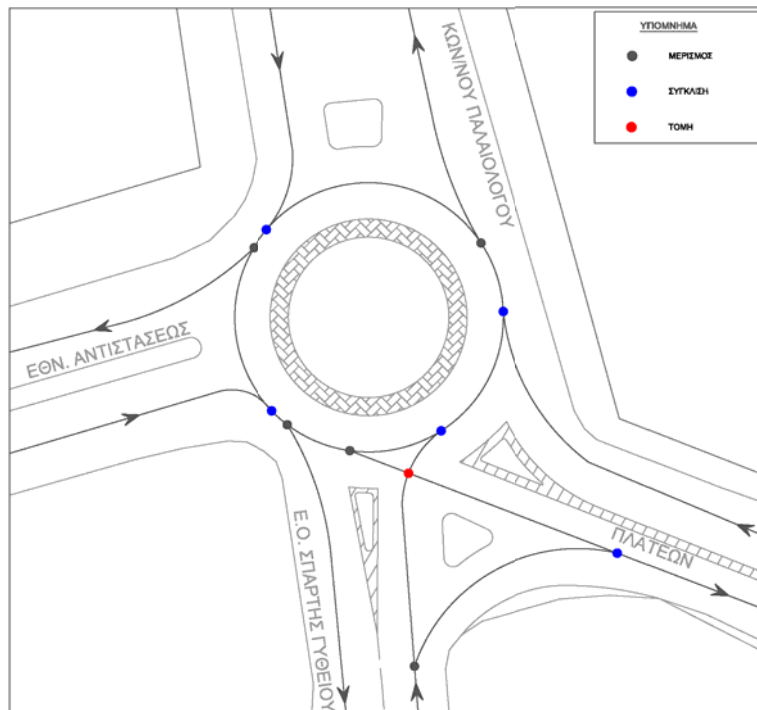 ΥΠΟΜΝΗΜΑ
ΜΕΡΙΣΜΟΣ
ΣΥΓΚΛΙΣΗ
ΤΟΜΗ
ΚΩΝ/ΝΟΥ ΠΑΛΑΙΟΛΟΓΟΥ
ΕΘΝ. ΑΝΤΙΣΤΑΣΕΩΣ
Ε.Ο. ΣΠΑΡΤΗΣ ΓΥΘΕΙΟΥ
ΠΛΑΤΕΩΝ